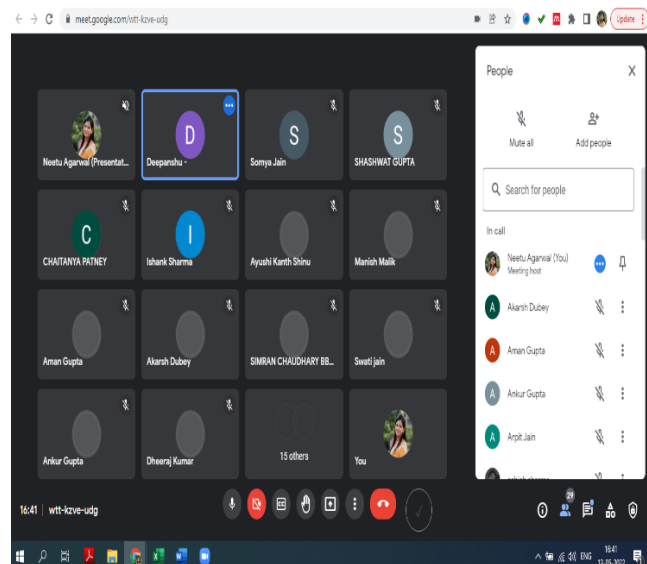 meet.google.com/wtt-kzve-udg
Update
Neetu Agarwal (Presentat...
D
Deepanshu -
S
Somya Jain
S
SHASHWAT GUPTA
C
CHAITANYA PATNEY
I
Ishank Sharma
Ayushi Kanth Shinu
Manish Malik
Aman Gupta
Akarsh Dubey
SIMRAN CHAUDHARY BB...
Swati jain
Ankur Gupta
Dheeraj Kumar
15 others
You
People
Mute all
Add people
Search for people
In call
Neetu Agarwal (You)
Meeting host
A
Akarsh Dubey
A
Aman Gupta
A
Ankur Gupta
A
Arpit Jain
16:41 | wtt-kzve-udg
29
ENG
16:41